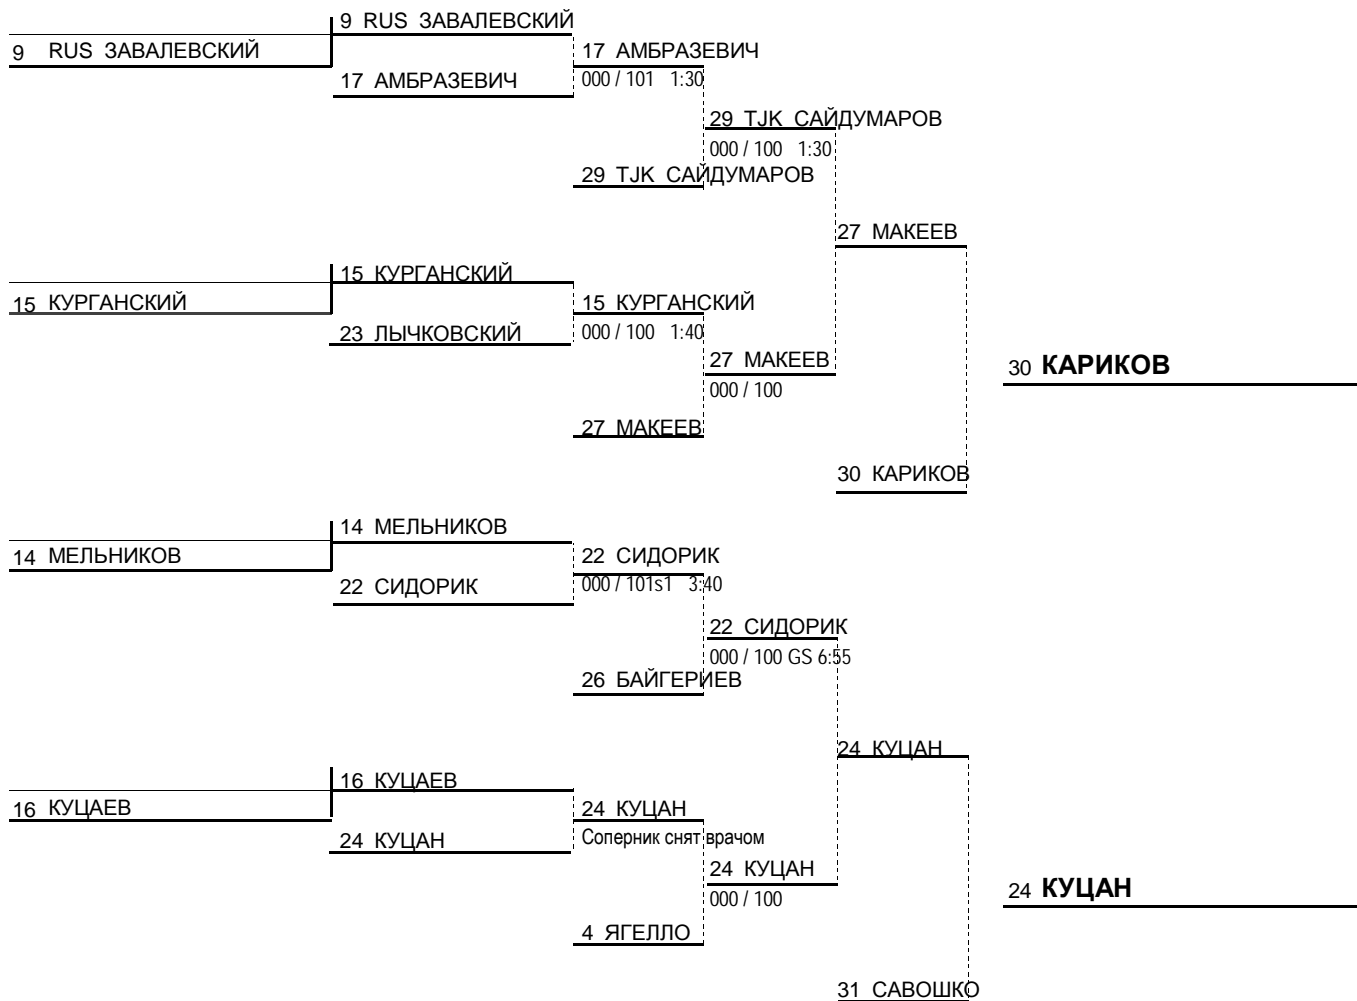 9 RUS ЗАВАЛЕВСКИЙ
9 RUS ЗАВАЛЕВСКИЙ
17 АМБРАЗЕВИЧ
17 АМБРАЗЕВИЧ
000 / 101 1:30
29 TJK САЙДУМАРОВ
000 / 100 1:30
29 TJK САЙДУМАРОВ
27 МАКЕЕВ
15 КУРГАНСКИЙ
15 КУРГАНСКИЙ
15 КУРГАНСКИЙ
23 ЛЫЧКОВСКИЙ
000 / 100 1:40
27 МАКЕЕВ
30 КАРИКОВ
000 / 100
27 МАКЕЕВ
30 КАРИКОВ
14 МЕЛЬНИКОВ
14 МЕЛЬНИКОВ
22 СИДОРИК
22 СИДОРИК
000 / 101s1 3:40
22 СИДОРИК
000 / 100 GS 6:55
26 БАЙГЕРИЕВ
24 КУЦАН
16 КУЦАЕВ
16 КУЦАЕВ
24 КУЦАН
24 КУЦАН
Соперник снят врачом
24 КУЦАН
24 КУЦАН
000 / 100
4 ЯГЕЛЛО
31 САВОШКО